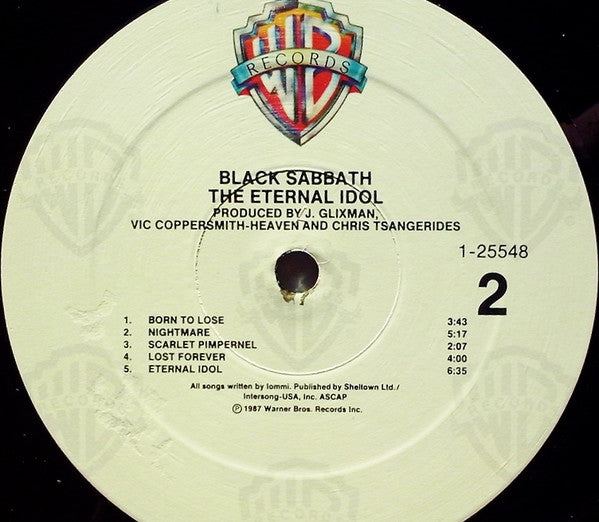 WB
RECORDS
BLACK SABBATH
THE ETERNAL IDOL
PRODUCED BY J. GLIXMAN,
VIC COPPERSMITH-HEAVEN AND CHRIS TSANGERIDES
1-25548
2
1. BORN TO LOSE 3:43
2. NIGHTMARE 5:17
3. SCARLET PIMPERNEL 2:07
4. LOST FOREVER 4:00
5. ETERNAL IDOL 6:35
All songs written by Iommi. Published by Sheltown Ltd./
Intersong-USA, Inc. ASCAP
Ⓟ 1987 Warner Bros. Records Inc.